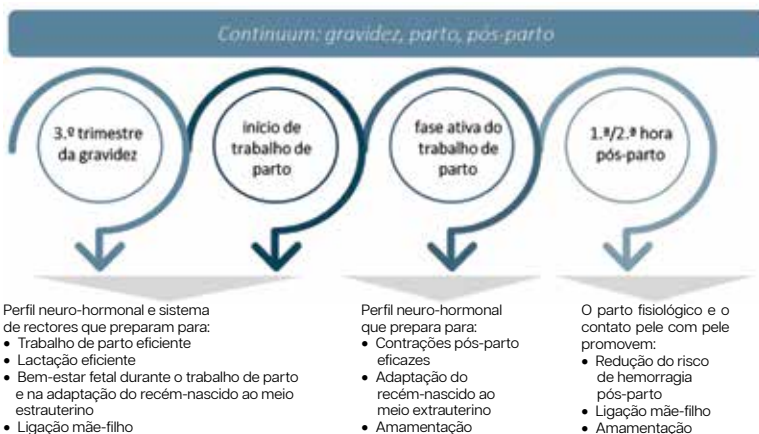 Continuum: gravidez, parto, pós-parto
3.º trimestre
da gravidez
início de
trabalho de
parto
fase ativa do
trabalho de
parto
1.ª/2.ª hora
pós-parto
Perfil neuro-hormonal e sistema
de rectores que preparam para:
• Trabalho de parto eficiente
• Lactação eficiente
• Bem-estar fetal durante o trabalho de parto
e na adaptação do recém-nascido ao meio
estrauterino
• Ligação mãe-filho
Perfil neuro-hormonal
que prepara para:
• Contrações pós-parto
eficazes
• Adaptação do
recém-nascido ao
meio extrauterino
• Amamentação
O parto fisiológico e o
contato pele com pele
promovem:
• Redução do risco
de hemorragia
pós-parto
• Ligação mãe-filho
• Amamentação